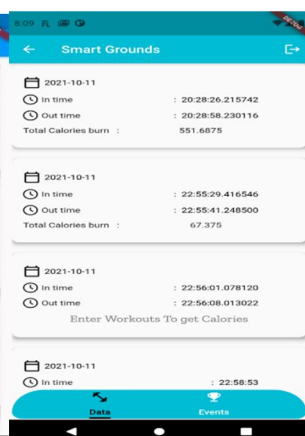 8:09
DEBUG
Smart Grounds
2021-10-11
In time : 20:28:26.215742
Out time : 20:28:58.230116
Total Calories burn : 551.6875
2021-10-11
In time : 22:55:29.416546
Out time : 22:55:41.248500
Total Calories burn : 67.375
2021-10-11
In time : 22:56:01.078120
Out time : 22:56:08.013022
Enter Workouts To get Calories
2021-10-11
In time : 22:58:53
Data Events